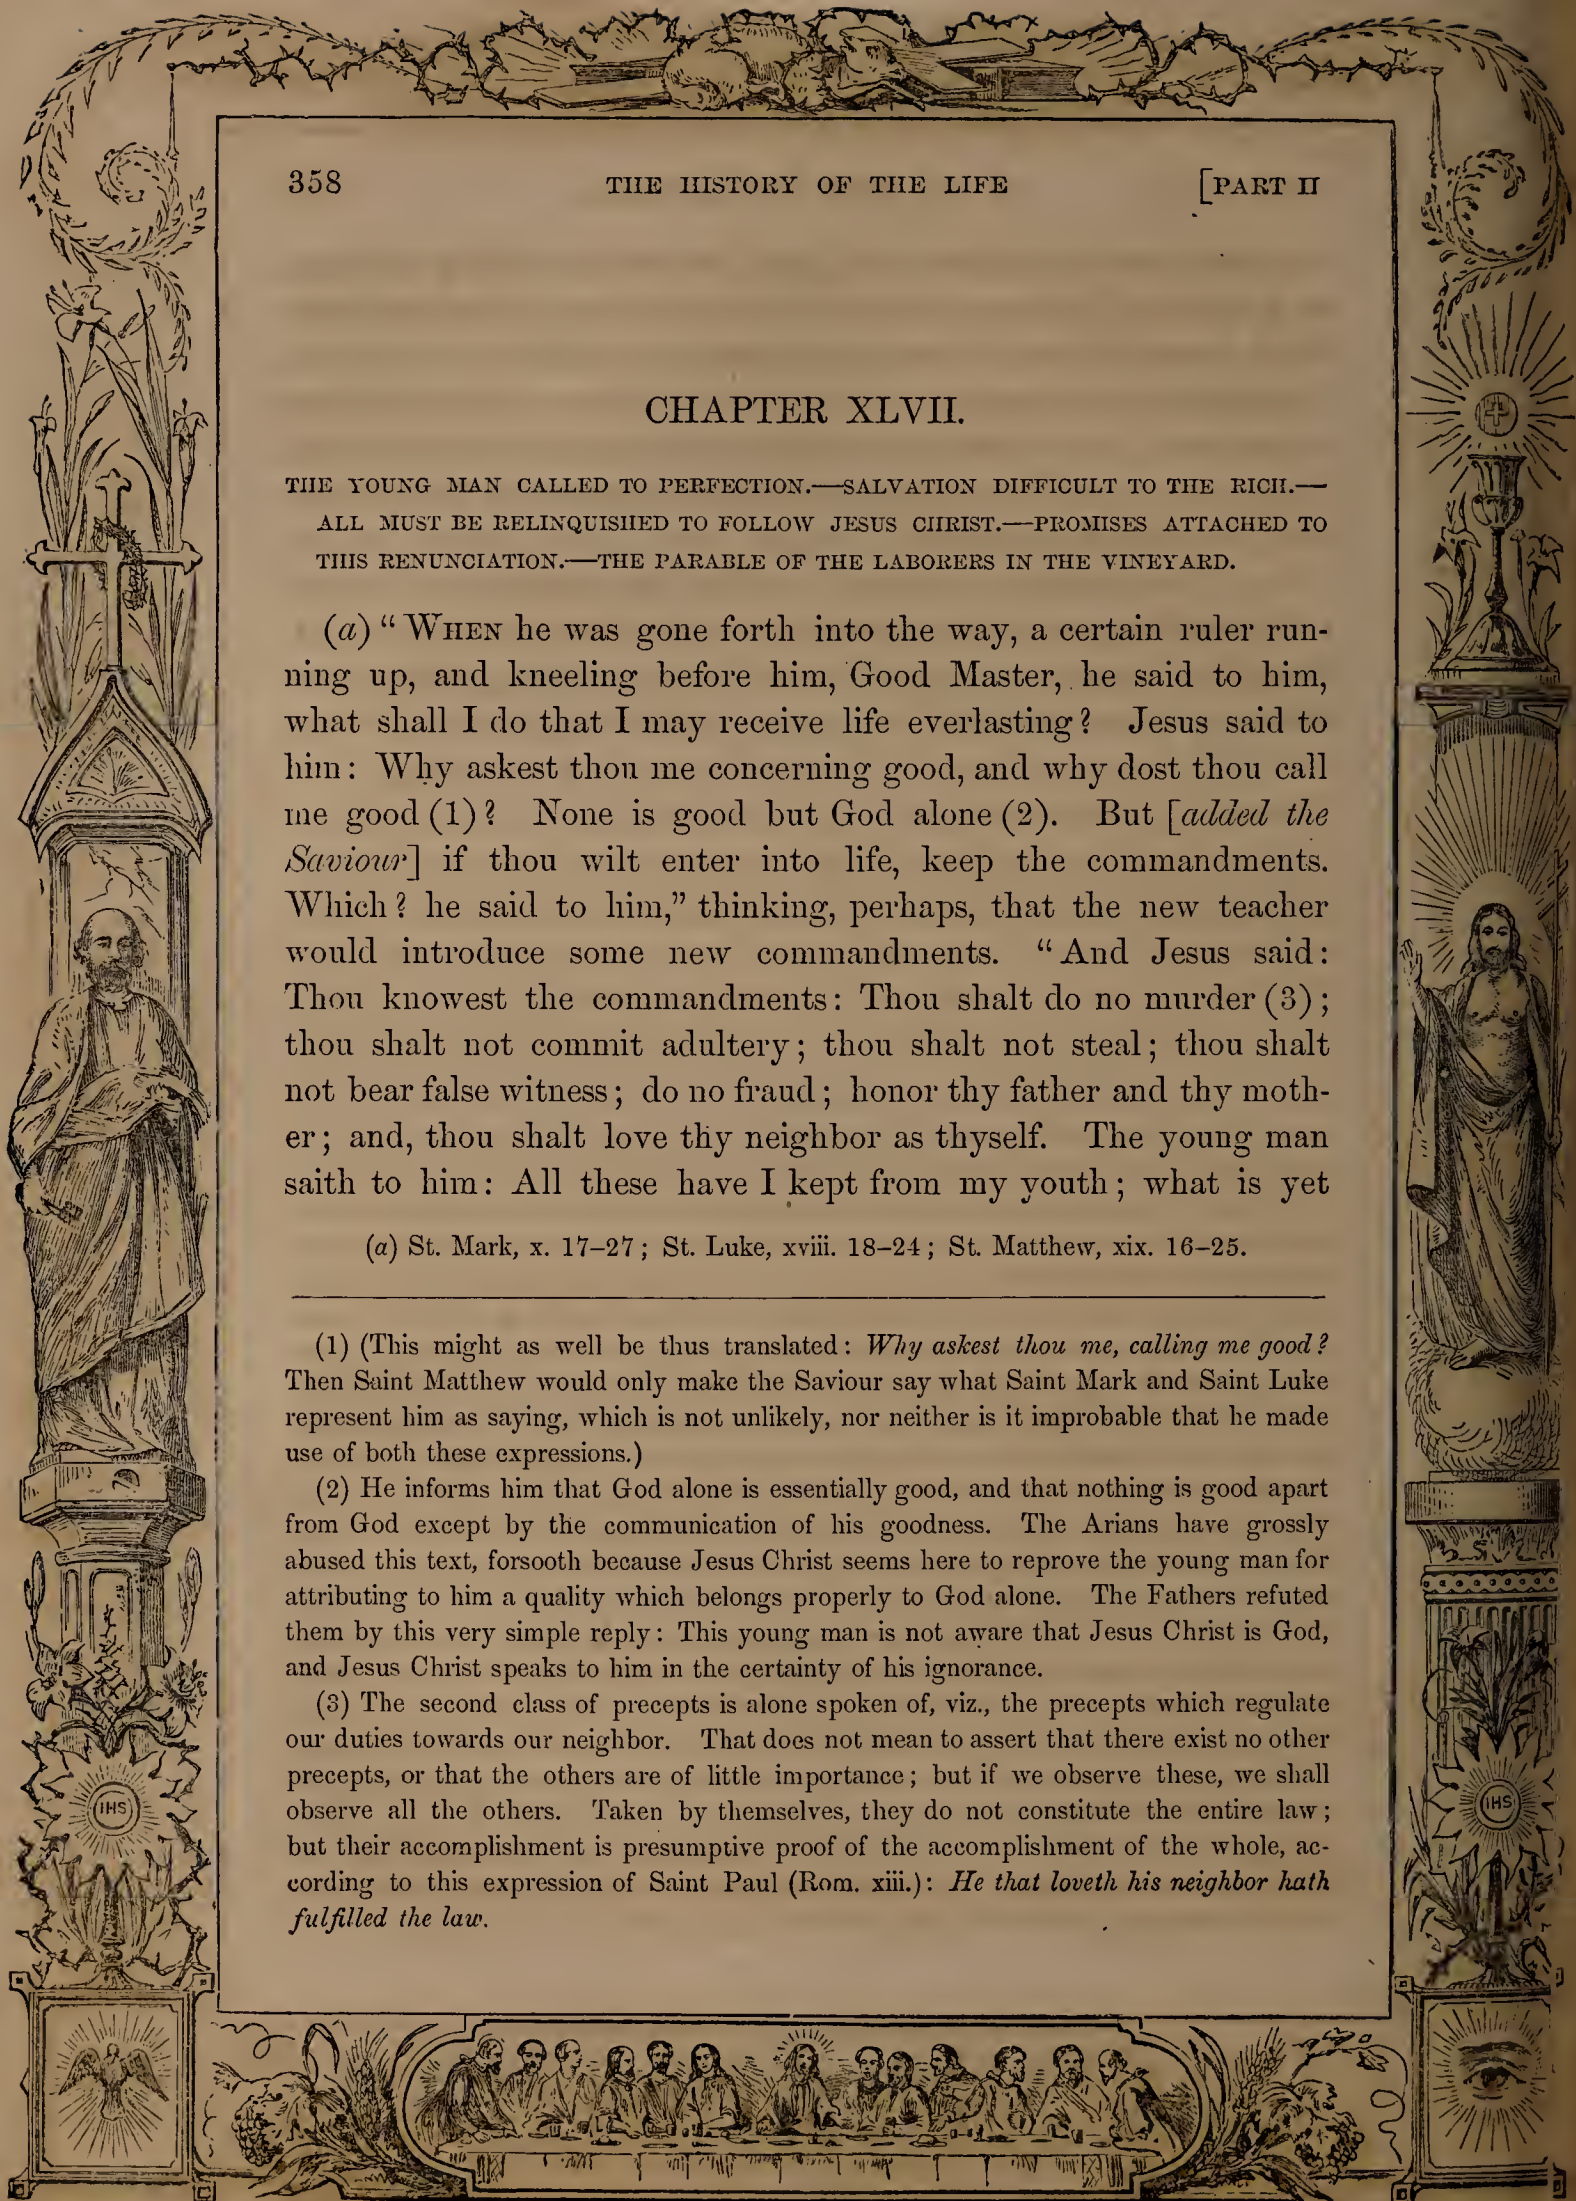 358 THE HISTORY OF THE LIFE [PART II
CHAPTER XLVII.
THE YOUNG MAN CALLED TO PERFECTION.—SALVATION DIFFICULT TO THE RICH.—
ALL MUST BE RELINQUISHED TO FOLLOW JESUS CHRIST.—PROMISES ATTACHED TO
THIS RENUNCIATION.—THE PARABLE OF THE LABORERS IN THE VINEYARD.
(a) “WHEN he was gone forth into the way, a certain ruler run-
ning up, and kneeling before him, Good Master, he said to him,
what shall I do that I may receive life everlasting? Jesus said to
him: Why askest thou me concerning good, and why dost thou call
me good (1)? None is good but God alone (2). But [added the
Saviour] if thou wilt enter into life, keep the commandments.
Which? he said to him,” thinking, perhaps, that the new teacher
would introduce some new commandments. “And Jesus said:
Thou knowest the commandments: Thou shalt do no murder (3);
thou shalt not commit adultery; thou shalt not steal; thou shalt
not bear false witness; do no fraud; honor thy father and thy moth-
er; and, thou shalt love thy neighbor as thyself. The young man
saith to him: All these have I kept from my youth; what is yet
(a) St. Mark, x. 17–27; St. Luke, xviii. 18–24; St. Matthew, xix. 16–25.
(1) (This might as well be thus translated: Why askest thou me, calling me good?
Then Saint Matthew would only make the Saviour say what Saint Mark and Saint Luke
represent him as saying, which is not unlikely, nor neither is it improbable that he made
use of both these expressions.)
(2) He informs him that God alone is essentially good, and that nothing is good apart
from God except by the communication of his goodness. The Arians have grossly
abused this text, forsooth because Jesus Christ seems here to reprove the young man for
attributing to him a quality which belongs properly to God alone. The Fathers refuted
them by this very simple reply: This young man is not aware that Jesus Christ is God,
and Jesus Christ speaks to him in the certainty of his ignorance.
(3) The second class of precepts is alone spoken of, viz., the precepts which regulate
our duties towards our neighbor. That does not mean to assert that there exist no other
precepts, or that the others are of little importance; but if we observe these, we shall
observe all the others. Taken by themselves, they do not constitute the entire law;
but their accomplishment is presumptive proof of the accomplishment of the whole, ac-
cording to this expression of Saint Paul (Rom. xiii.): He that loveth his neighbor hath
fulfilled the law.
IHS
IHS